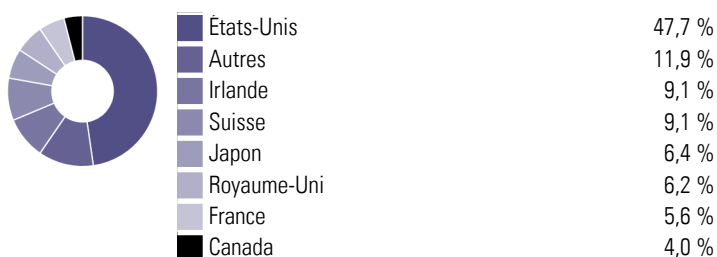 États-Unis 47,7 %
Autres 11,9 %
Irlande 9,1 %
Suisse 9,1 %
Japon 6,4 %
Royaume-Uni 6,2 %
France 5,6 %
Canada 4,0 %